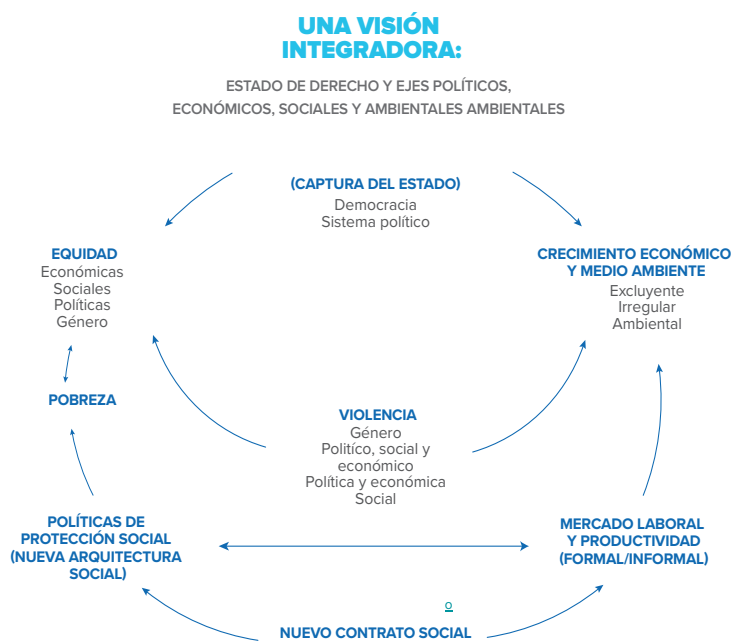 UNA VISIÓN
INTEGRADORA:
ESTADO DE DERECHO Y EJES POLÍTICOS,
ECONÓMICOS, SOCIALES Y AMBIENTALES AMBIENTALES
(CAPTURA DEL ESTADO)
Democracia
Sistema político
EQUIDAD
Económicas
Sociales
Políticas
Género
CRECIMIENTO ECONÓMICO
Y MEDIO AMBIENTE
Excluyente
Irregular
Ambiental
POBREZA
VIOLENCIA
Género
Politíco, social y
económico
Política y económica
Social
POLÍTICAS DE
PROTECCIÓN SOCIAL
(NUEVA ARQUITECTURA
SOCIAL)
MERCADO LABORAL
Y PRODUCTIVIDAD
(FORMAL/INFORMAL)
o
NUEVO CONTRATO SOCIAL